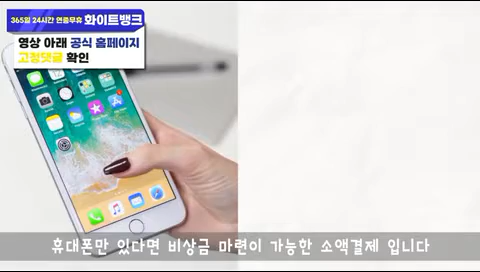 365일 24시간 연중무휴 화이트뱅크
영상 아래 공식 홈페이지
고정댓글 확인
휴대폰만 있다면 비상금 마련이 가능한 소액결제 입니다